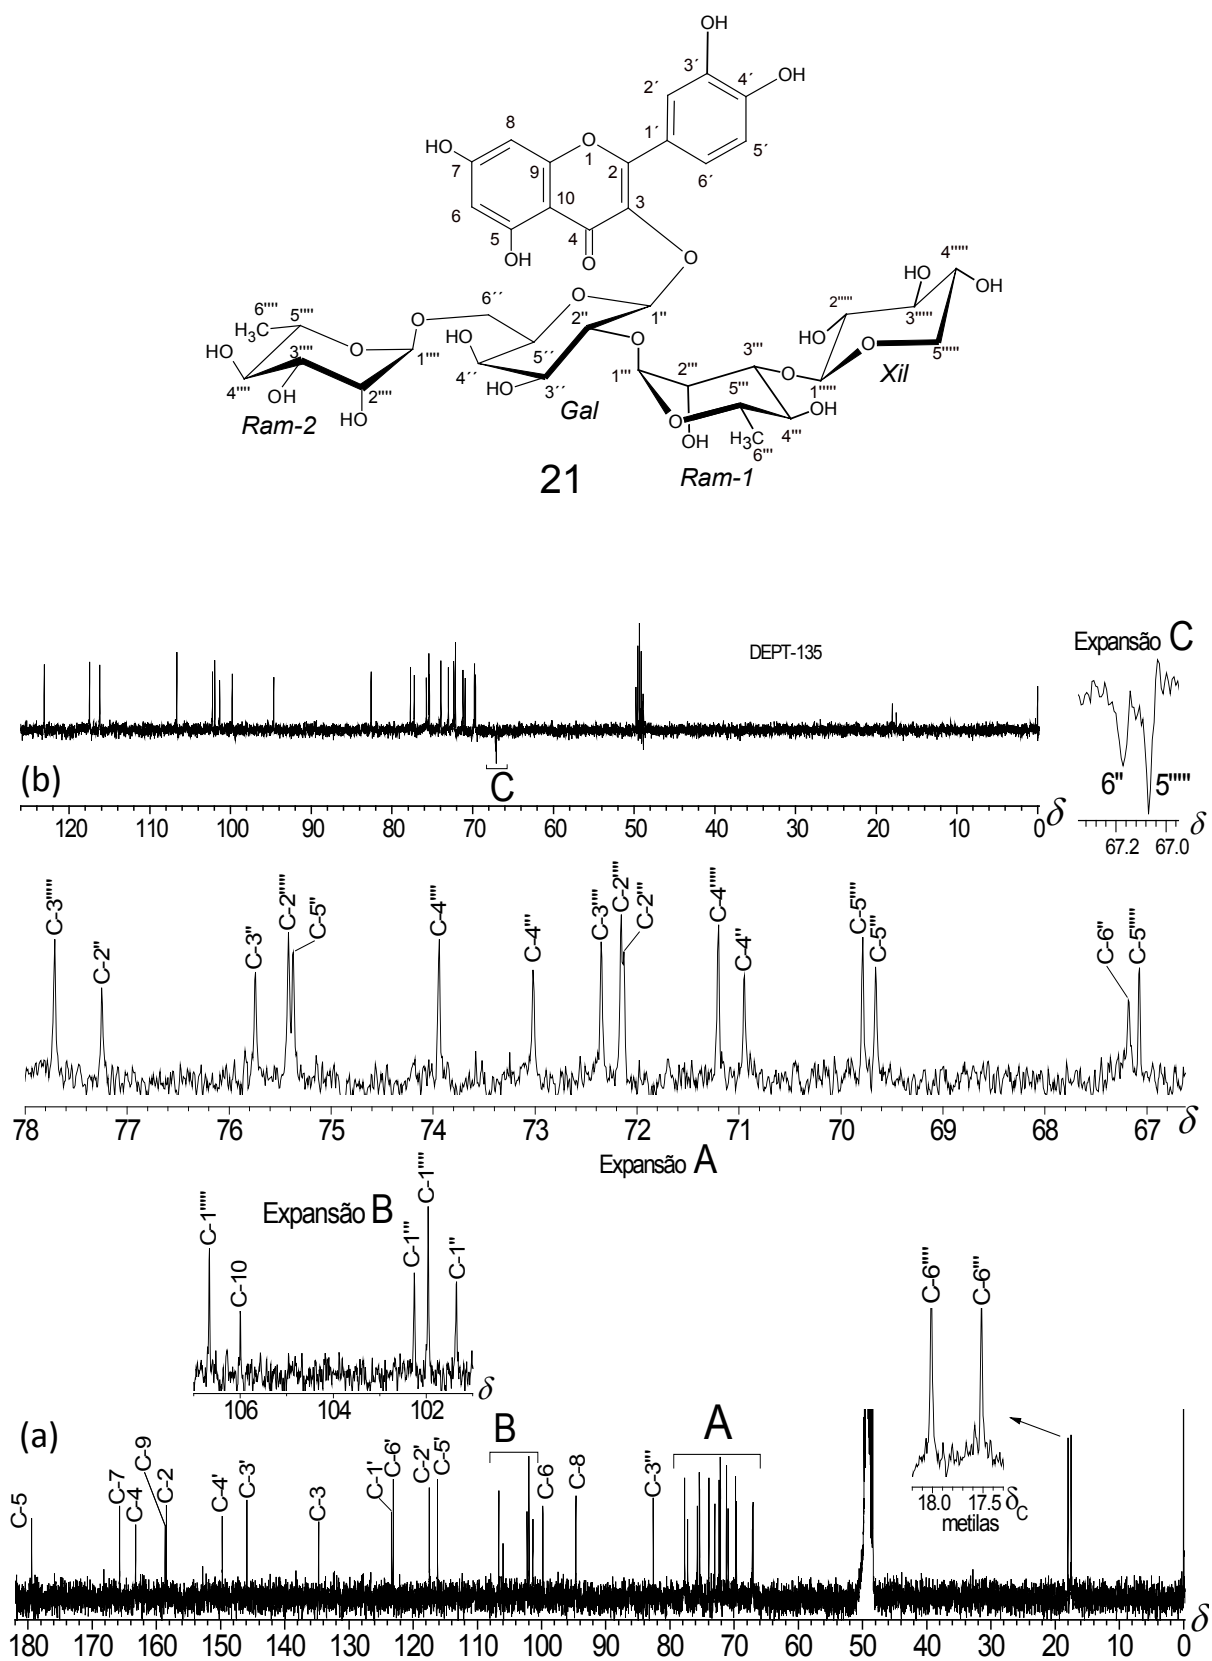 OH
3´
OH
2´
4´
8
1´
5´
HO
O
1
7
9
2
6´
10
3
6
4
5
O
OH
O
4'''''
HO
OH
6´´
O
2''
1''
2'''''
3'''''
6''''
5''''
O
HO
O
5'''''
H₃C
HO
3''''
O
1''''
HO
5´´
O
3'''
4´´
HO
3´´
1'''
2'''
O
Xil
4''''
OH
2''''
Gal
5'''
1'''''
OH
HO
O
Ram-2
OH
H₃C
4'''
6'''
21
Ram-1
DEPT-135
Expansão C
(b)
C
6"
5'''''
120 110 100 90 80 70 60 50 40 30 20 10 0 δ
67.2 67.0 δ
C-3''''' C-2'' C-3'' C-2''''' C-5'' C-4'''' C-4''' C-3'''' C-2'''' C-2''' C-4''''' C-4'' C-5'''' C-5''' C-6'' C-5'''''
78 77 76 75 74 73 72 71 70 69 68 67 δ
Expansão A
Expansão B
C-1''''' C-10 C-1''' C-1'''' C-1''
106 104 102 δ
C-6'''' C-6'''
18.0 17.5 δC
metilas
(a)
B
A
C-5 C-7 C-4 C-9 C-2 C-4' C-3' C-3 C-1' C-6' C-2' C-5' C-6 C-8 C-3'''
180 170 160 150 140 130 120 110 100 90 80 70 60 50 40 30 20 10 0 δ